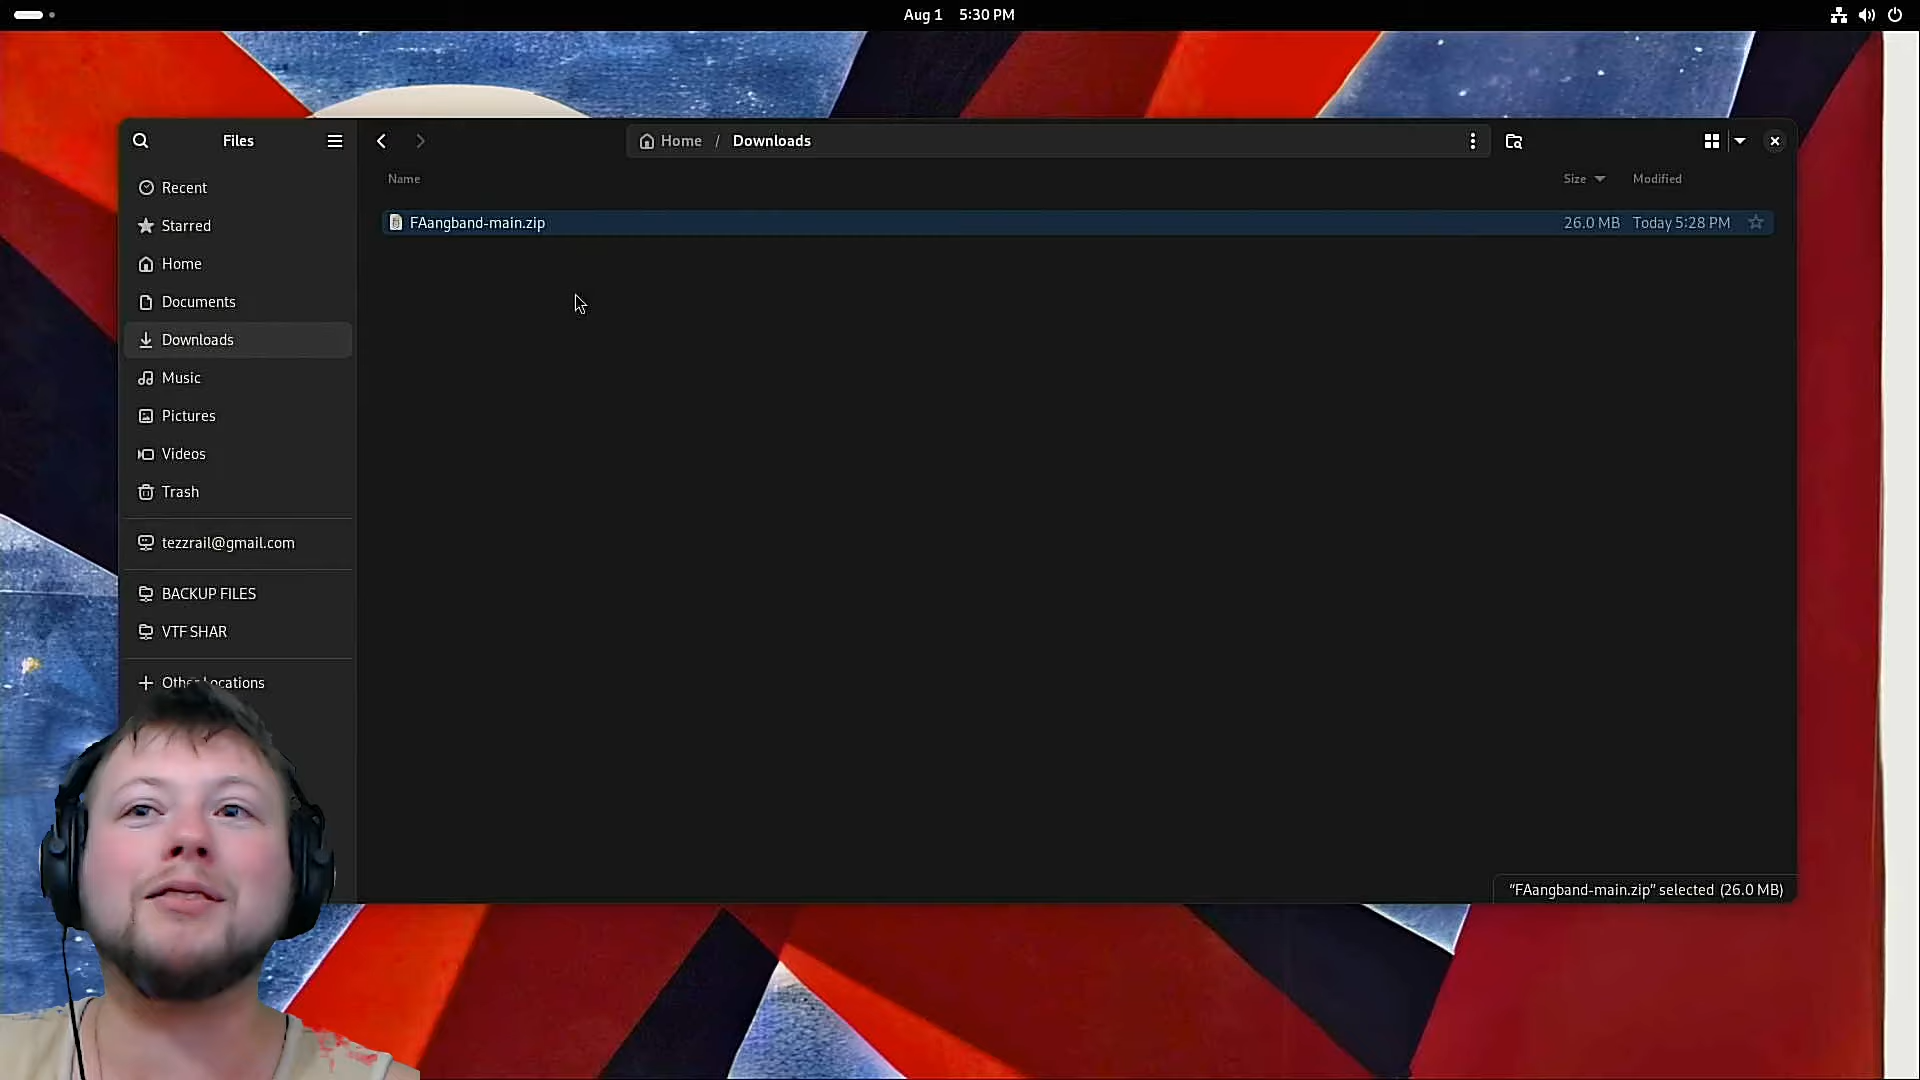 Aug 1 5:30 PM
Files
Home / Downloads
Name
Size
Modified
Recent
FAangband-main.zip
26.0 MB
Today 5:28 PM
Starred
Home
Documents
Downloads
Music
Pictures
Videos
Trash
tezzrail@gmail.com
BACKUP FILES
VTF SHAR
Other Locations
“FAangband-main.zip” selected (26.0 MB)